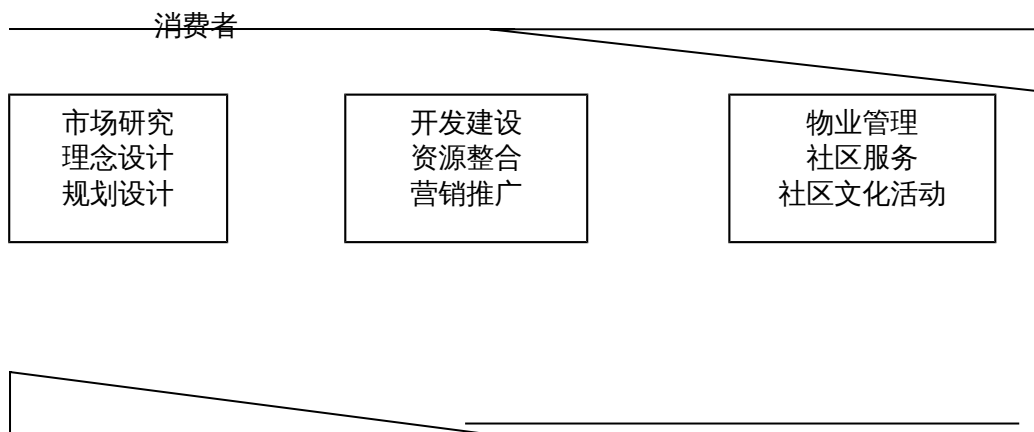 消费者
市场研究
理念设计
规划设计
开发建设
资源整合
营销推广
物业管理
社区服务
社区文化活动